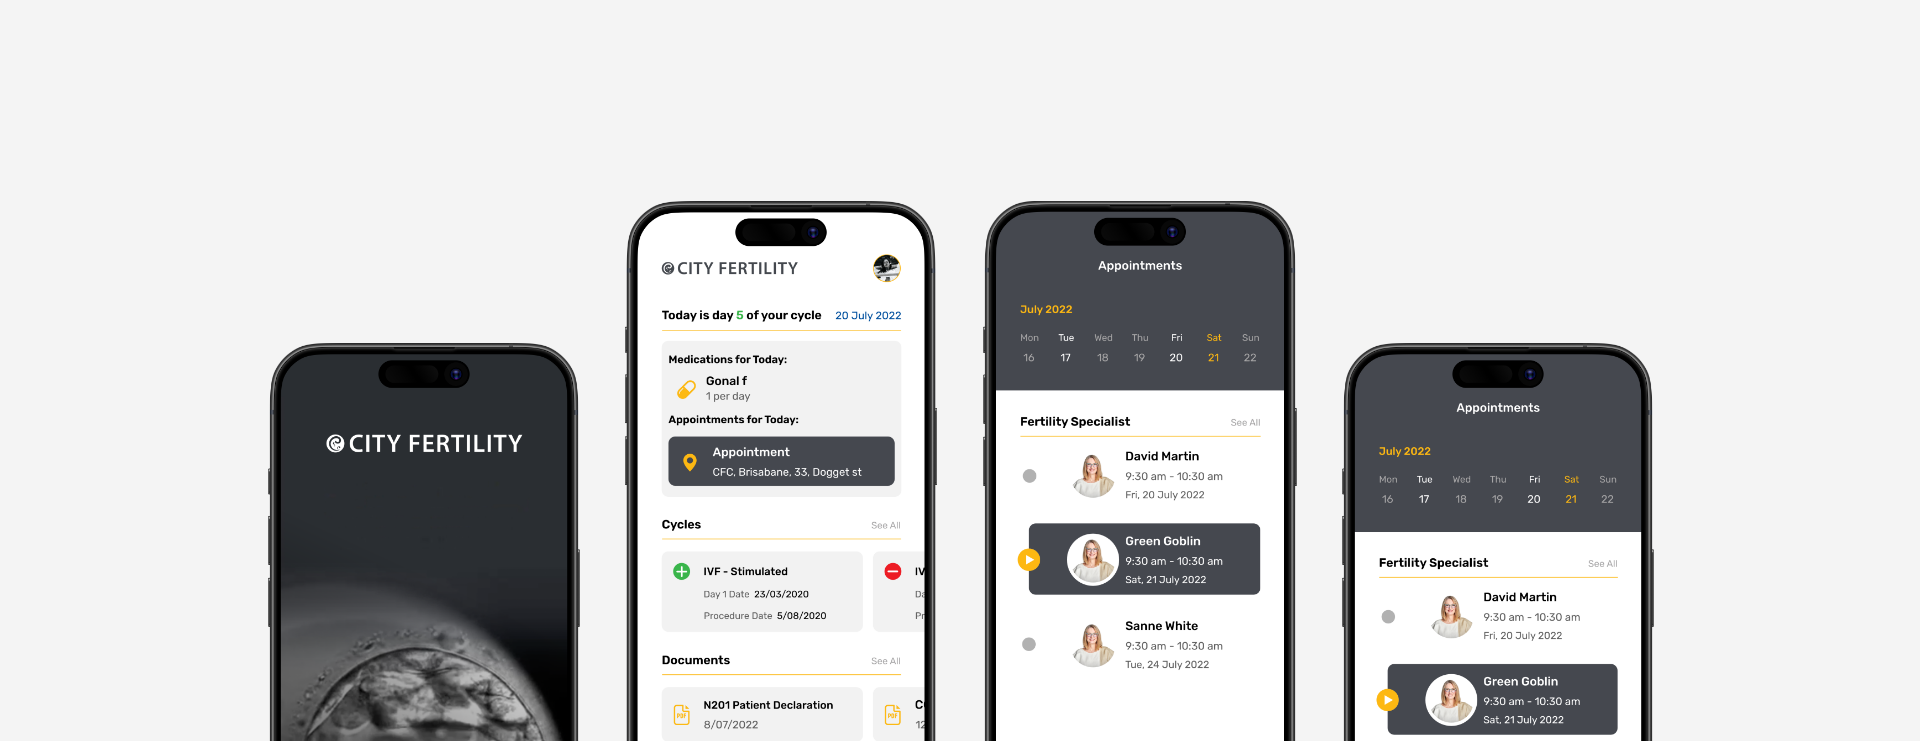 CITY FERTILITY
CITY FERTILITY
Today is day 5 of your cycle 20 July 2022
Medications for Today:
Gonal f
1 per day
Appointments for Today:
Appointment
CFC, Brisabane, 33, Dogget st
Cycles See All
IVF - Stimulated
Day 1 Date 23/03/2020
Procedure Date 5/08/2020
IV
Da
Pr
Documents See All
PDF
N201 Patient Declaration
8/07/2022
PDF
12
Appointments
July 2022
Mon Tue Wed Thu Fri Sat Sun
16 17 18 19 20 21 22
Fertility Specialist See All
David Martin
9:30 am - 10:30 am
Fri, 20 July 2022
Green Goblin
9:30 am - 10:30 am
Sat, 21 July 2022
Sanne White
9:30 am - 10:30 am
Tue, 24 July 2022
Appointments
July 2022
Mon Tue Wed Thu Fri Sat Sun
16 17 18 19 20 21 22
Fertility Specialist See All
David Martin
9:30 am - 10:30 am
Fri, 20 July 2022
Green Goblin
9:30 am - 10:30 am
Sat, 21 July 2022